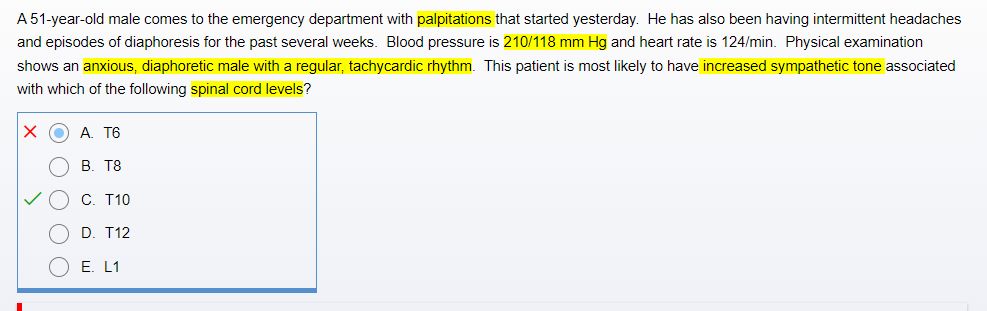 A 51-year-old male comes to the emergency department with palpitations that started yesterday. He has also been having intermittent headaches
and episodes of diaphoresis for the past several weeks. Blood pressure is 210/118 mm Hg and heart rate is 124/min. Physical examination
shows an anxious, diaphoretic male with a regular, tachycardic rhythm. This patient is most likely to have increased sympathetic tone associated
with which of the following spinal cord levels?
A. T6
B. T8
C. T10
D. T12
E. L1